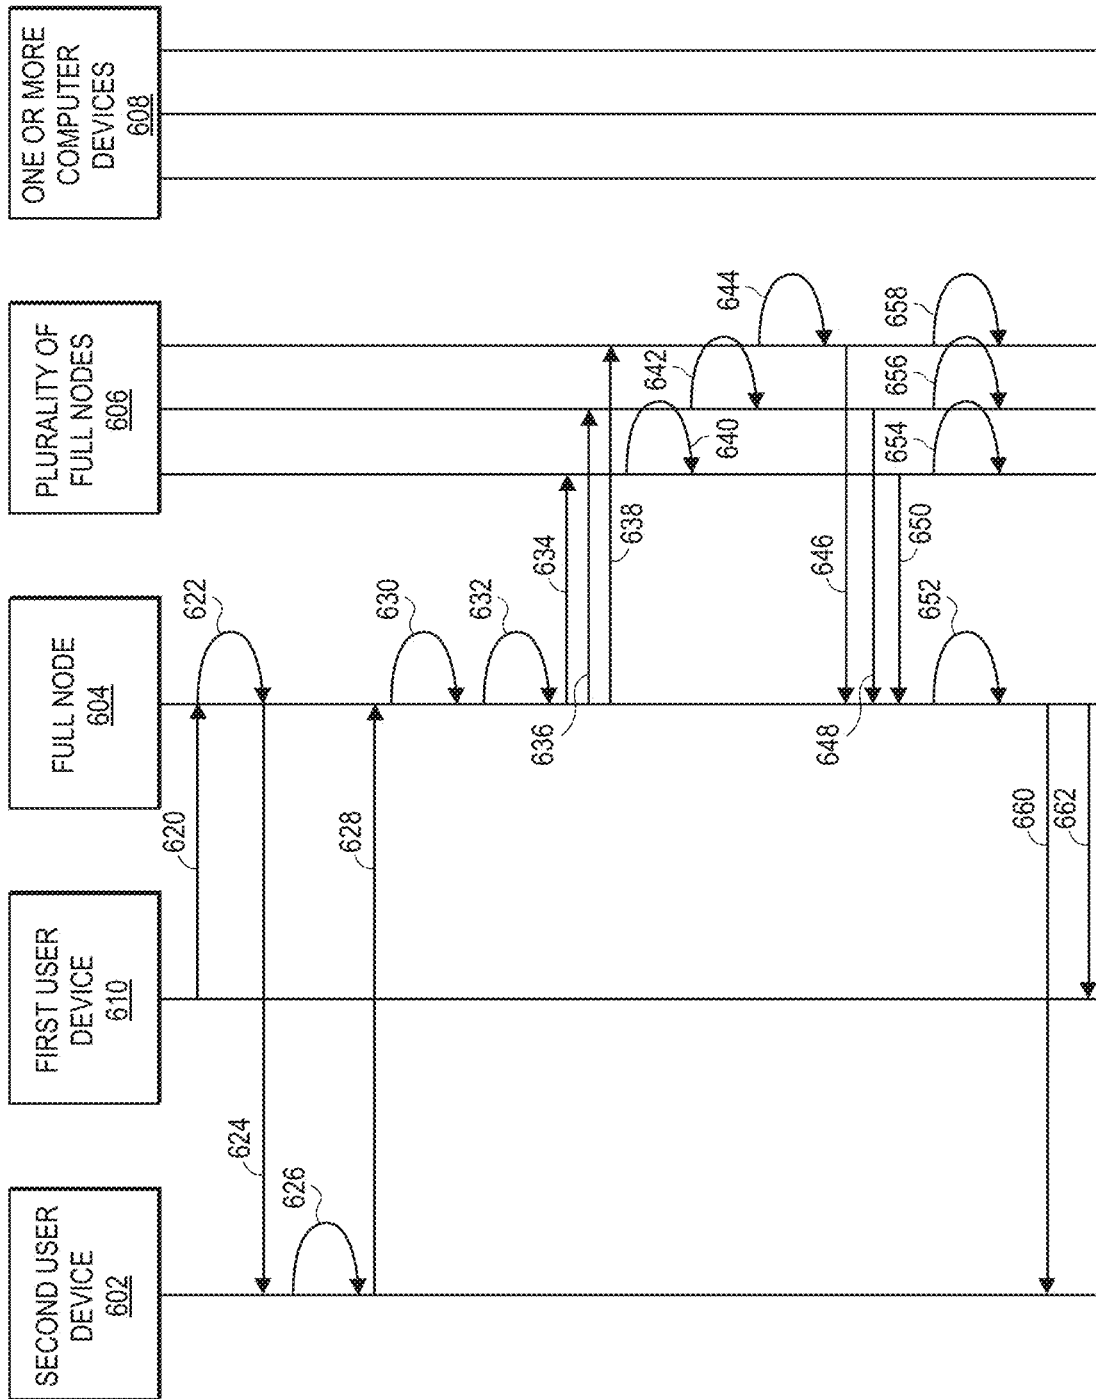 SECOND USER
DEVICE
602
FIRST USER
DEVICE
610
FULL NODE
604
PLURALITY OF
FULL NODES
606
ONE OR MORE
COMPUTER
DEVICES
608
620
622
624
626
628
630
632
634
636
638
640
642
644
646
648
650
652
654
656
658
660
662